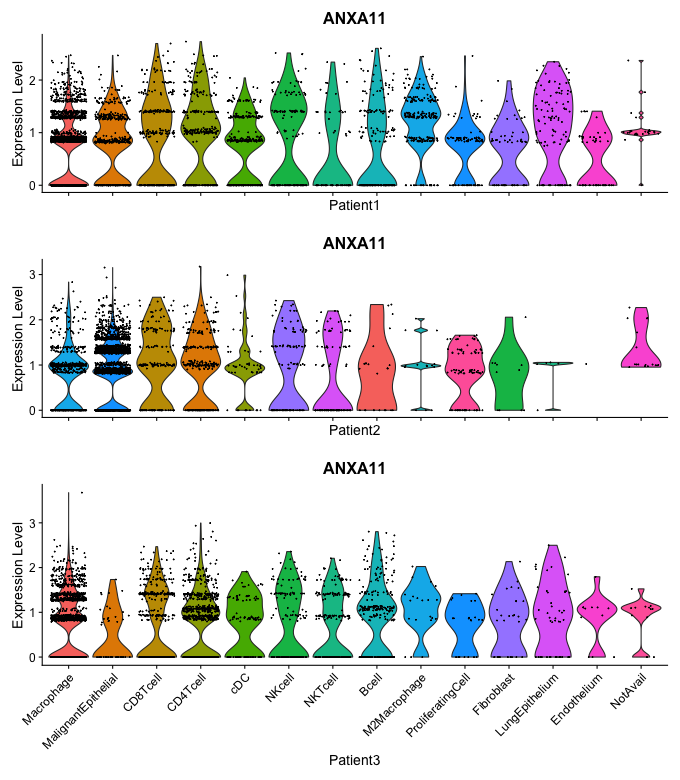 ANXA11
Expression Level
2
1
0
Patient1
ANXA11
Expression Level
3
2
1
0
Patient2
ANXA11
Expression Level
3
2
1
0
Macrophage
MalignantEpithelial
CD8Tcell
CD4Tcell
cDC
NKcell
NKTcell
Bcell
M2Macrophage
ProliferatingCell
Fibroblast
LungEpithelium
Endothelium
NotAvail
Patient3